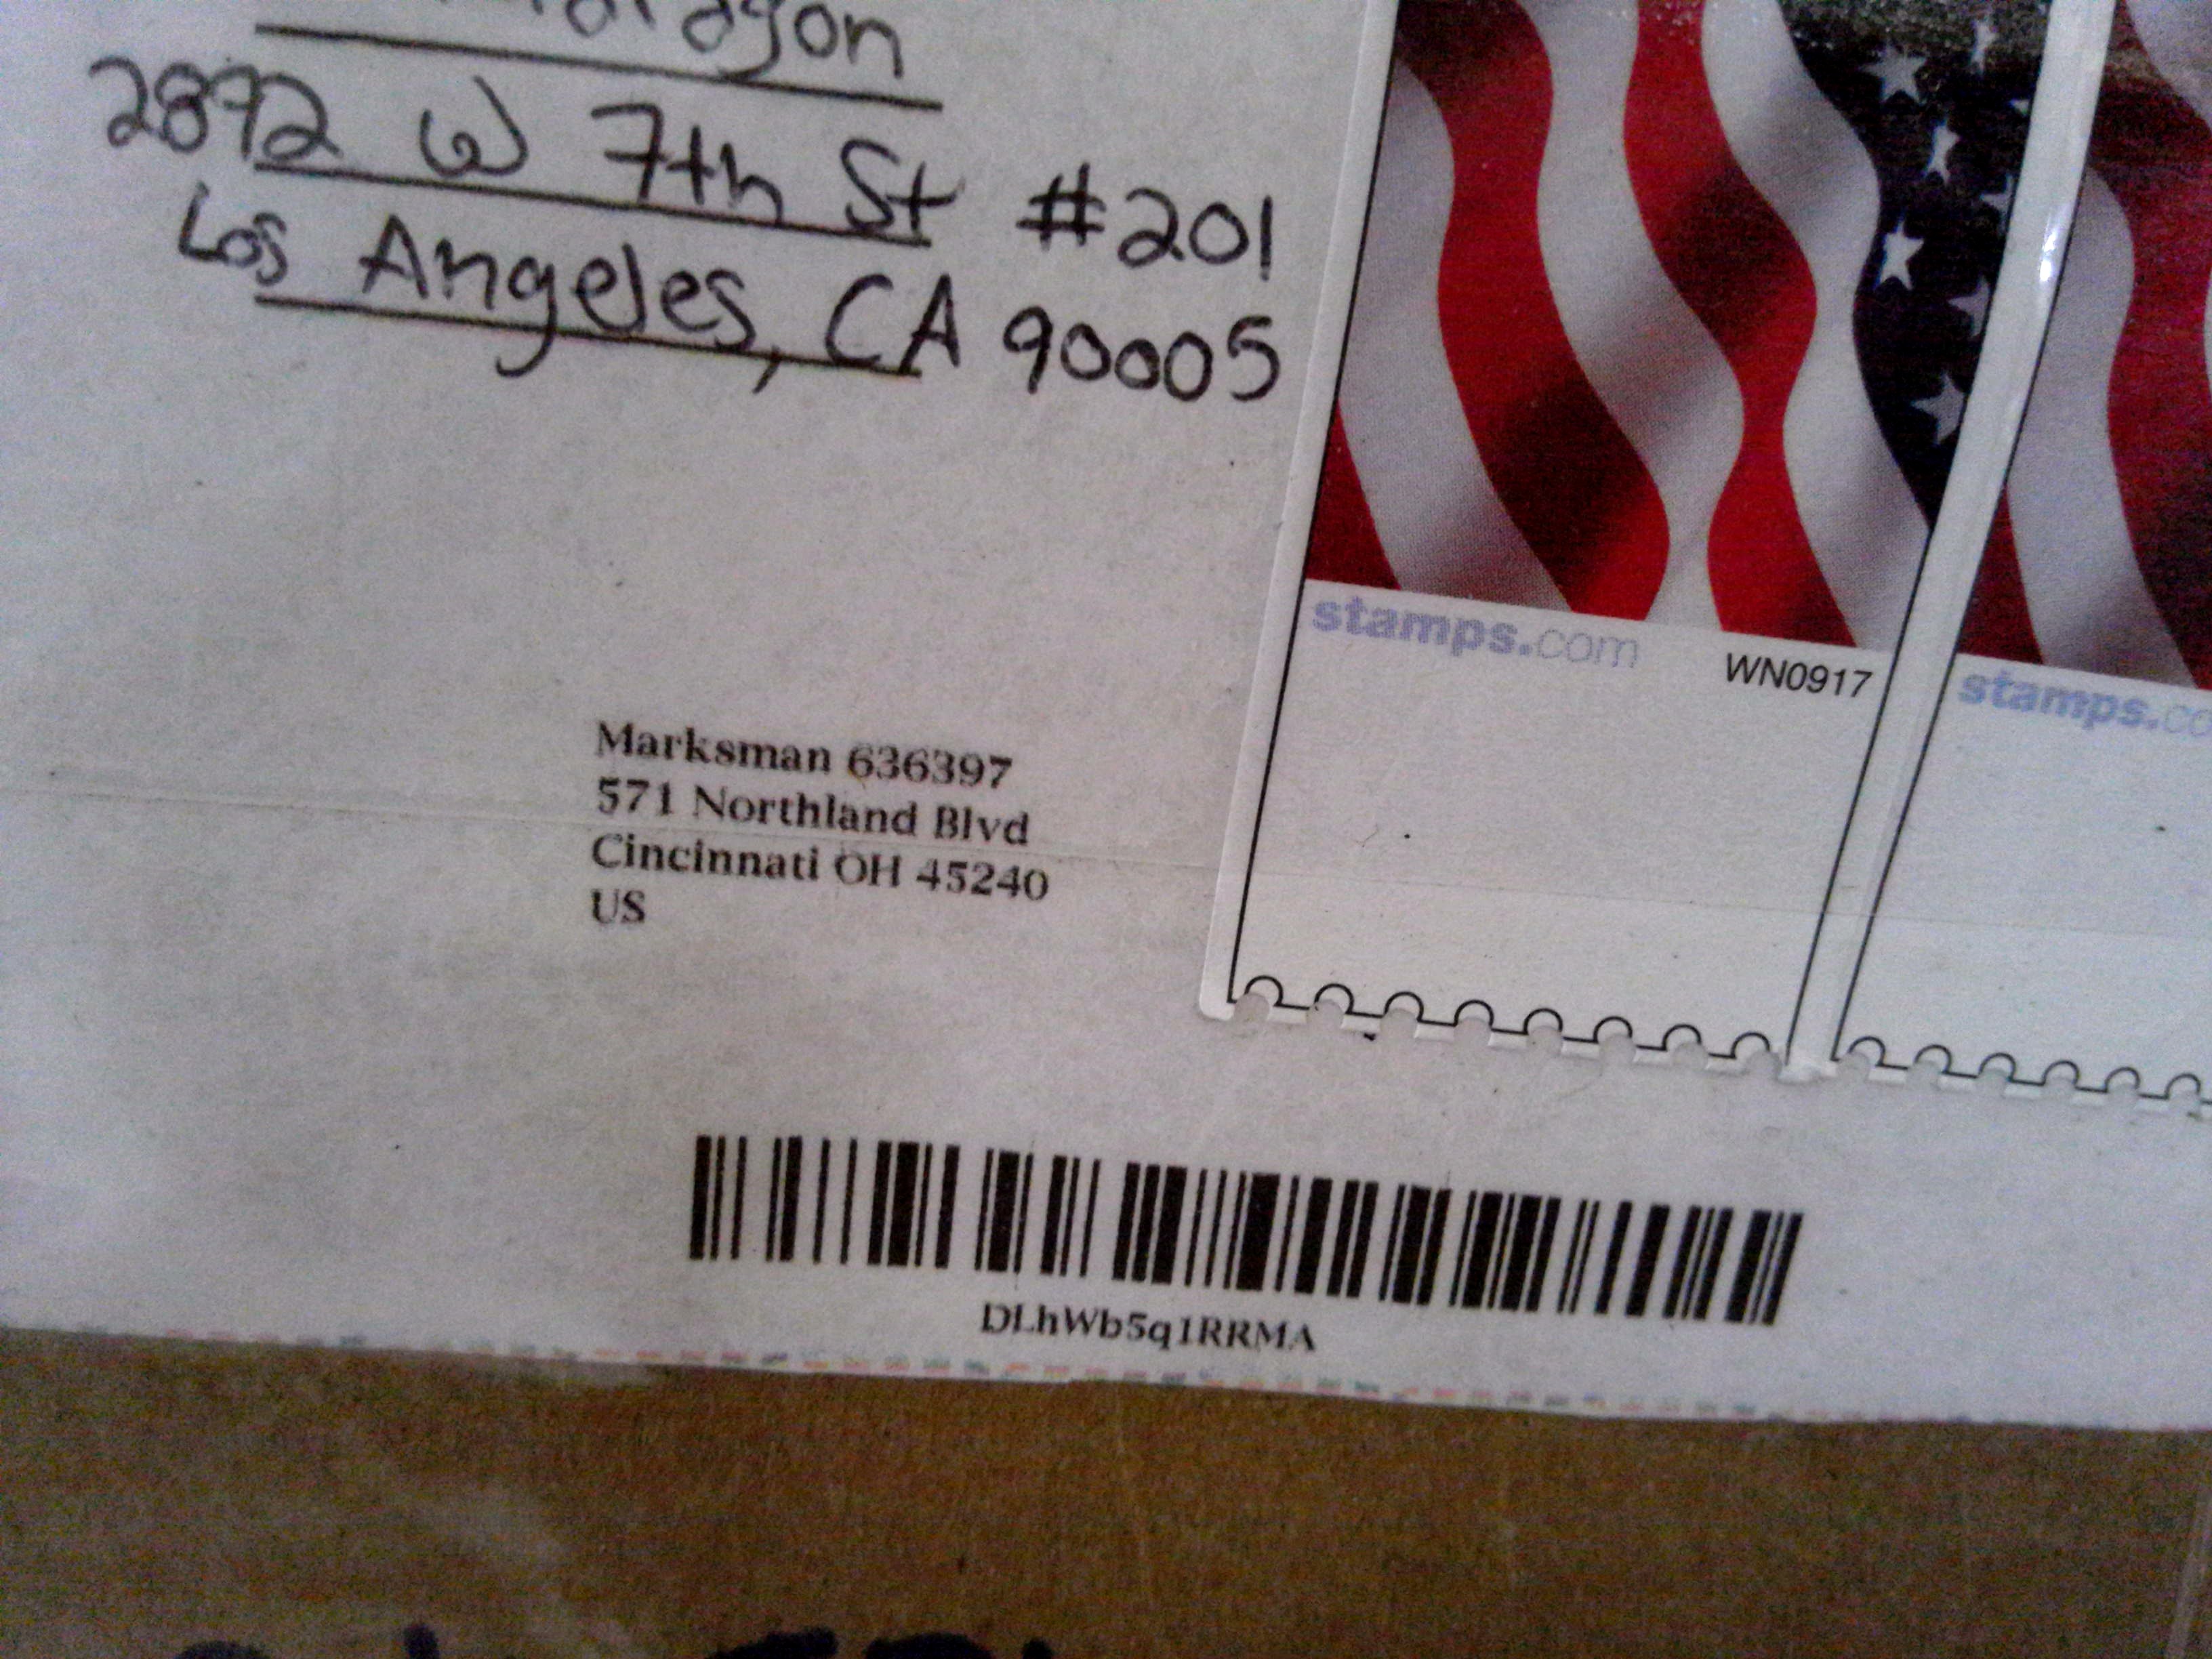 2892 W 7th St #201
Los Angeles, CA 90005
stamps.com WN0917
stamps.co
Marksman 636397
571 Northland Blvd
Cincinnati OH 45240
US
DLhWb5q1RRMA